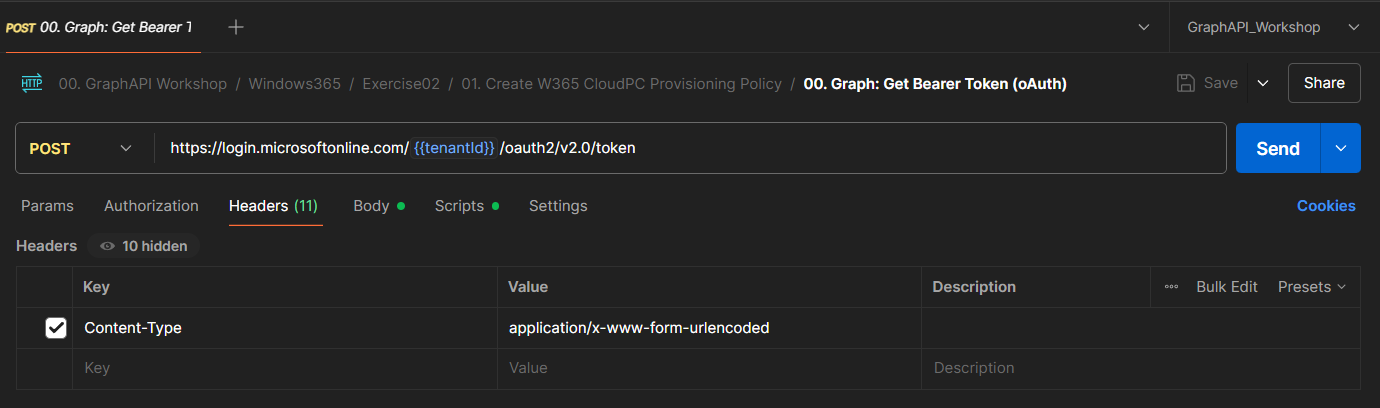 POST 00. Graph: Get Bearer T
GraphAPI_Workshop
HTTP 00. GraphAPI Workshop / Windows365 / Exercise02 / 01. Create W365 CloudPC Provisioning Policy / 00. Graph: Get Bearer Token (oAuth) Save Share
POST https://login.microsoftonline.com/ {{tenantId}} /oauth2/v2.0/token Send
Params Authorization Headers (11) Body Scripts Settings Cookies
Headers 10 hidden
Key Value Description Bulk Edit Presets
Content-Type application/x-www-form-urlencoded
Key Value Description